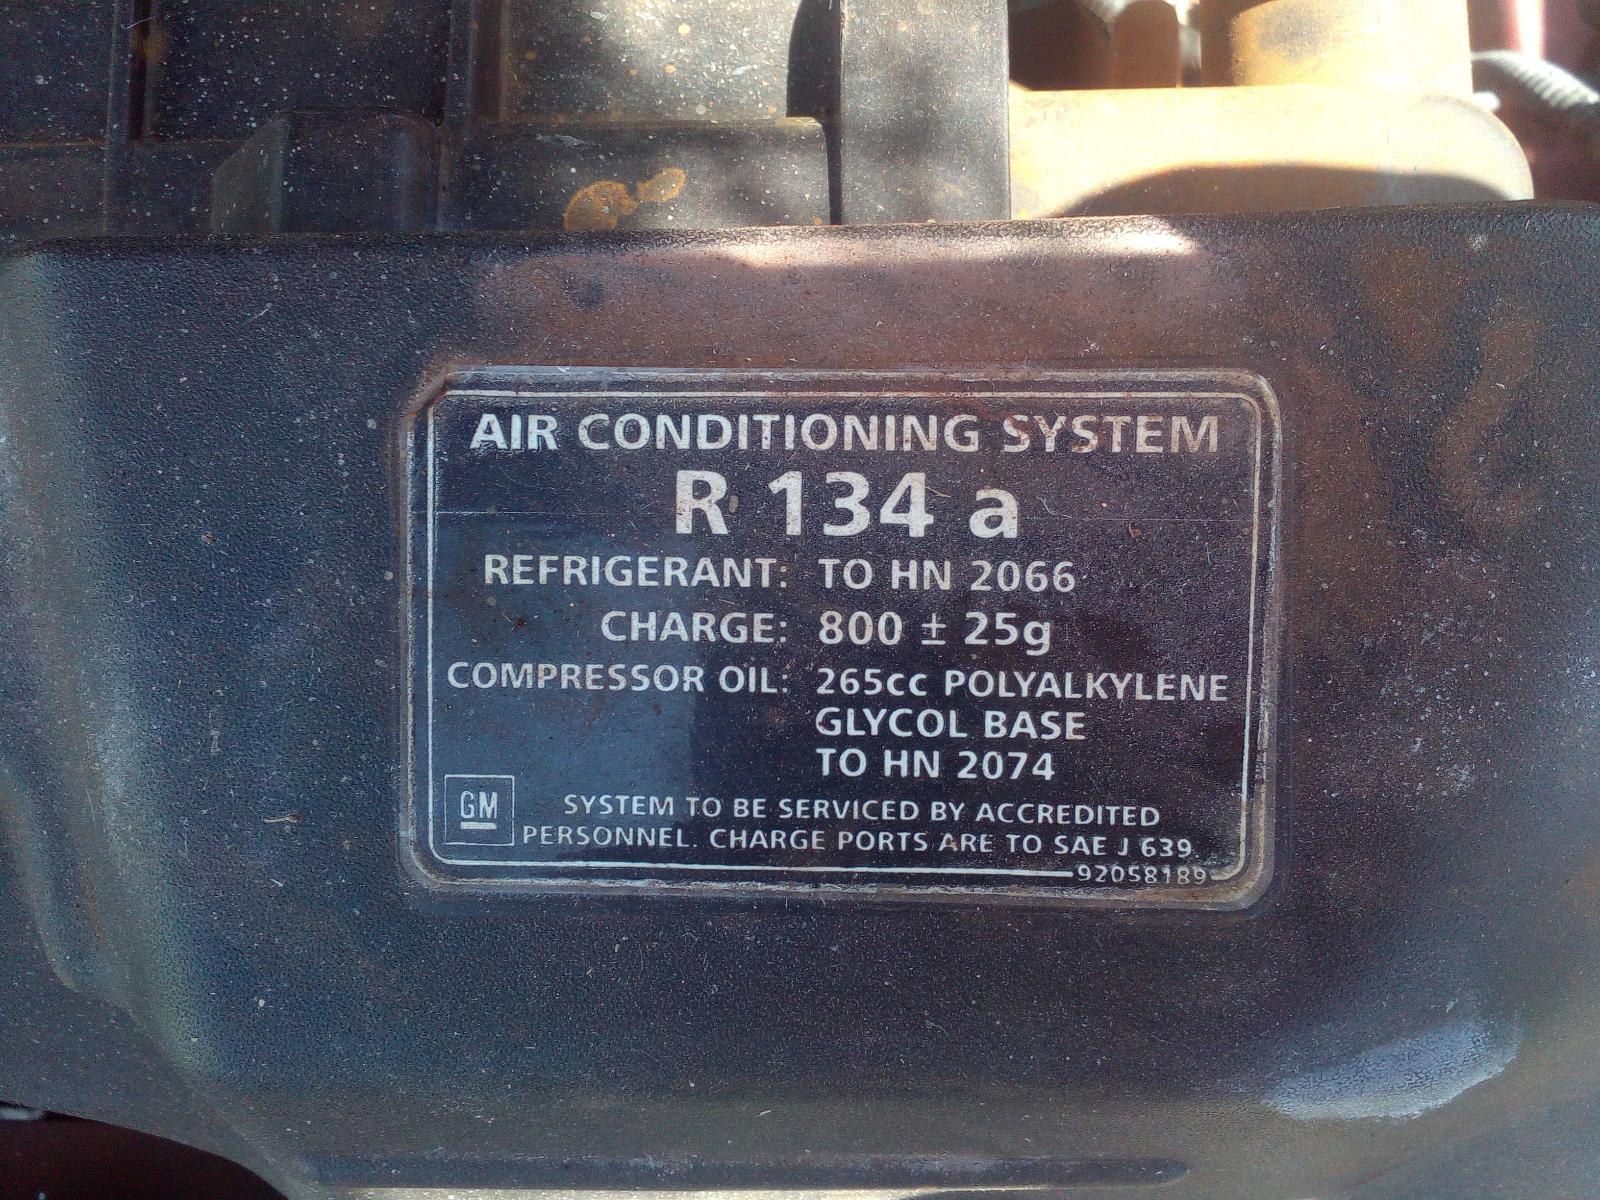 AIR CONDITIONING SYSTEM
R 134 a
REFRIGERANT: TO HN 2066
CHARGE: 800 ± 25g
COMPRESSOR OIL: 265cc POLYALKYLENE
GLYCOL BASE
TO HN 2074
GM
SYSTEM TO BE SERVICED BY ACCREDITED
PERSONNEL. CHARGE PORTS ARE TO SAE J 639
92058189